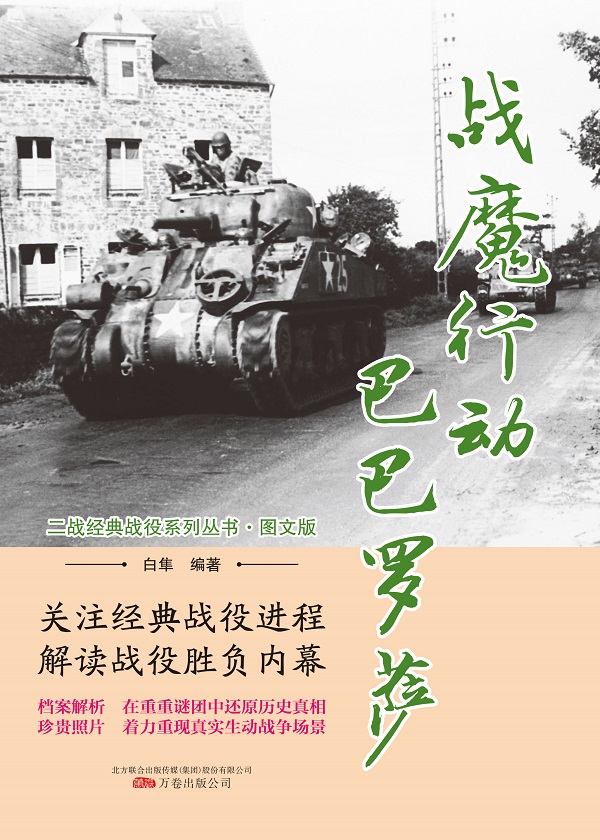 战魔行动
巴巴罗萨
25
二战经典战役系列丛书·图文版
白隼 编著
关注经典战役进程
解读战役胜负内幕
档案解析 在重重谜团中还原历史真相
珍贵照片 着力重现真实生动战争场景
北方联合出版传媒(集团)股份有限公司
万卷出版公司